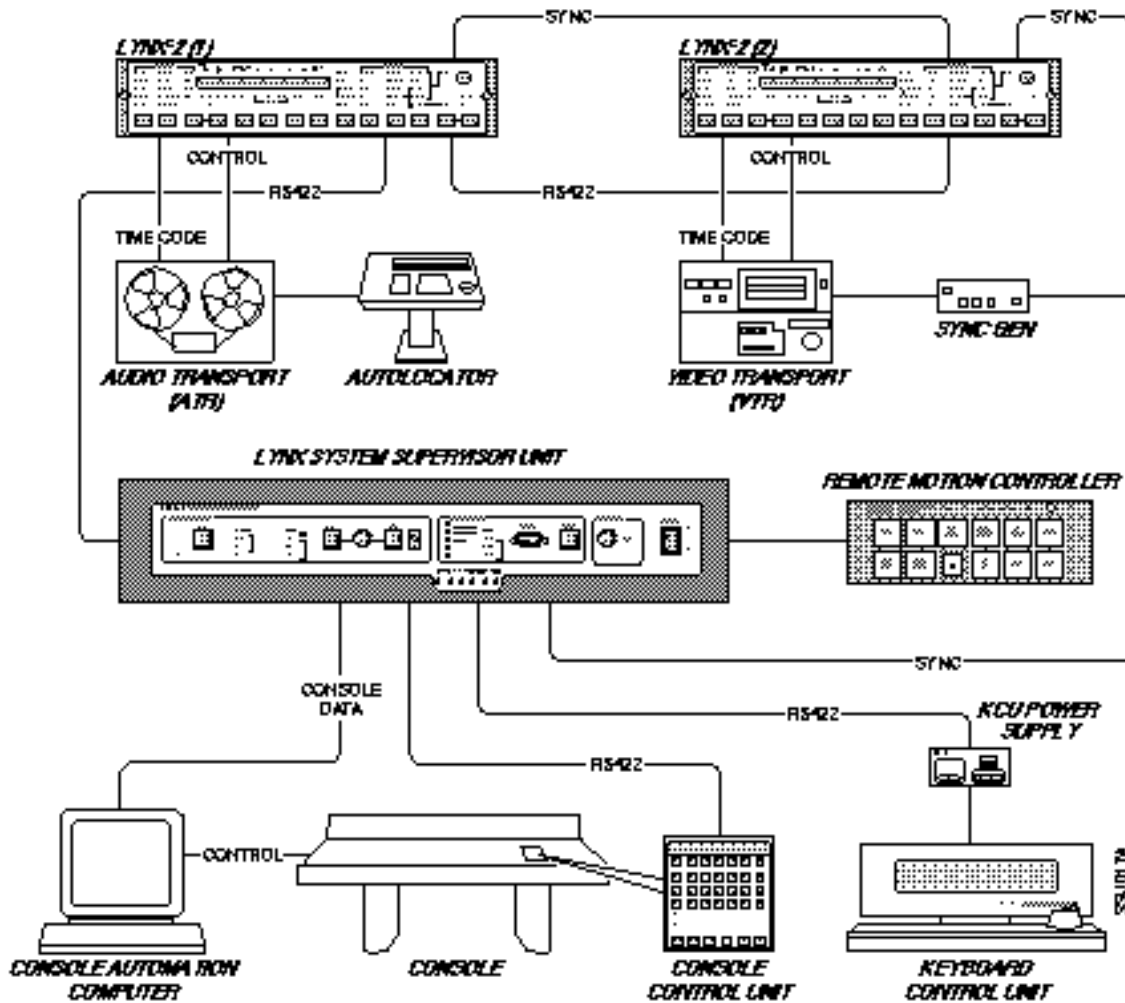 SYNC
SYNC
LYNX-2 (1)
LYNX-2 (2)
CONTROL
CONTROL
RS422
RS422
TIME CODE
TIME CODE
SYNC GEN
AUDIO TRANSPORT
(ATR)
AUTOLOCATOR
VIDEO TRANSPORT
(VTR)
LYNX SYSTEM SUPERVISOR UNIT
REMOTE MOTION CONTROLLER
SYNC
CONSOLE
DATA
RS422
KCU POWER
SUPPLY
RS422
CONTROL
CONSOLE AUTOMATION
COMPUTER
CONSOLE
CONSOLE
CONTROL UNIT
KEYBOARD
CONTROL UNIT